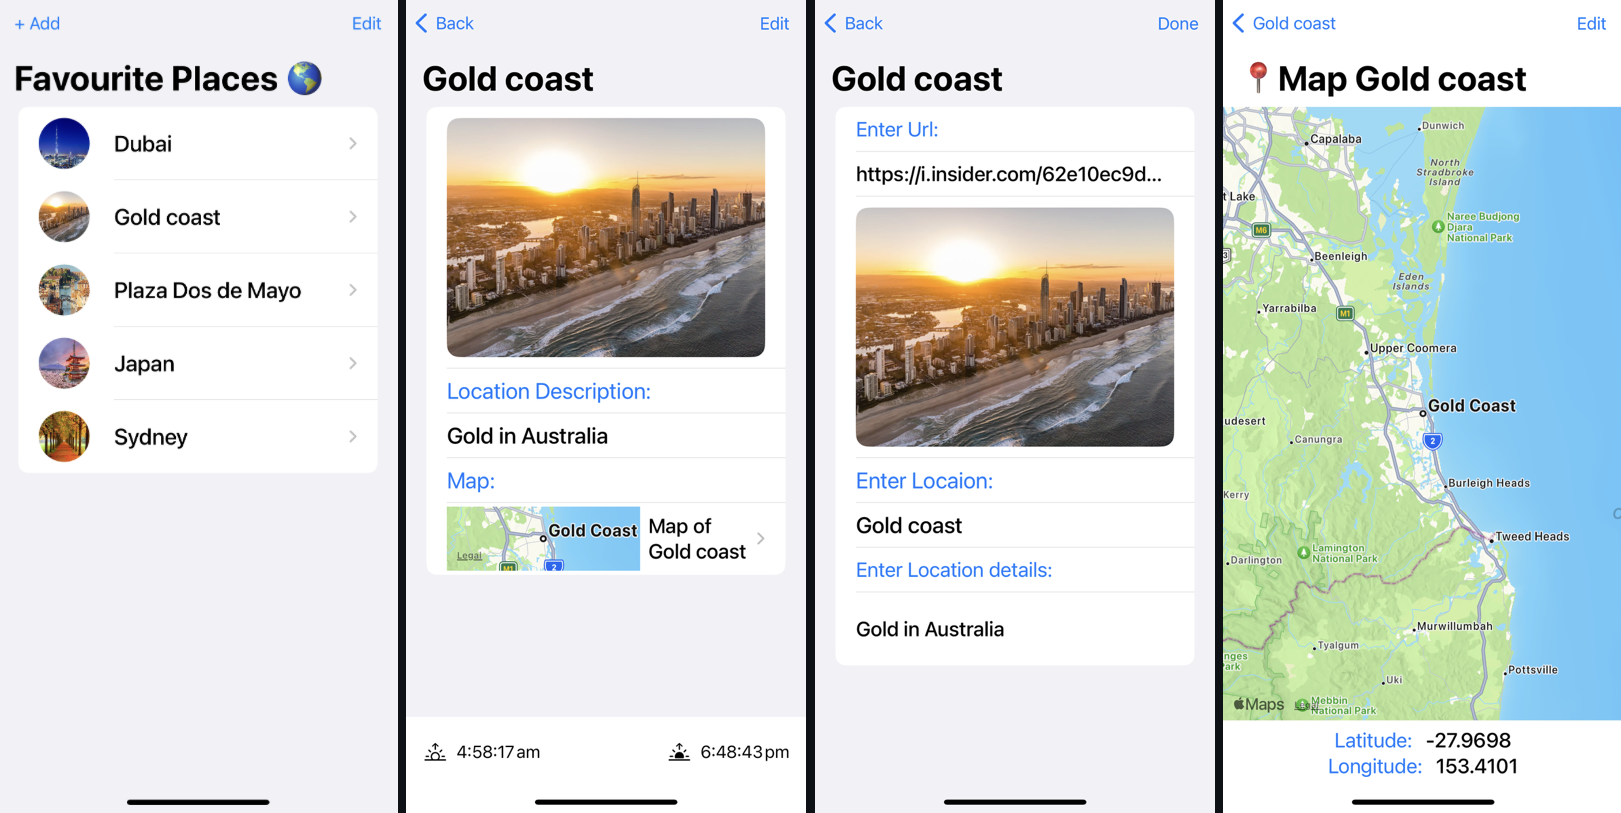 + Add
Edit
Favourite Places
Dubai
Gold coast
Plaza Dos de Mayo
Japan
Sydney
Back
Edit
Gold coast
Location Description:
Gold in Australia
Map:
Gold Coast
Legal
M1
2
Map of
Gold coast
4:58:17 am
6:48:43 pm
Back
Done
Gold coast
Enter Url:
https://i.insider.com/62e10ec9d...
Enter Locaion:
Gold coast
Enter Location details:
Gold in Australia
Gold coast
Edit
Map Gold coast
Dunwich
Capalaba
North
Stradbroke
Island
t Lake
Naree Budjong
Djara
National Park
M6
3
Beenleigh
Eden
Islands
Yarrabilba
M1
Upper Coomera
Gold Coast
udesert
Canungra
2
Burleigh Heads
Kerry
Tweed Heads
Lamington
National Park
Darlington
Murwillumbah
Tyalgum
nges
Park
Pottsville
Uki
Mebbin
National Park
Maps
Latitude: -27.9698
Longitude: 153.4101